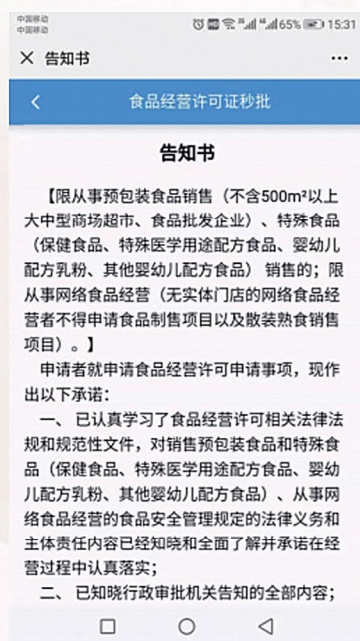 中国移动
中国移动
65% 15:31
告知书
食品经营许可证秒批
告知书
【限从事预包装食品销售（不含500m²以上
大中型商场超市、食品批发企业）、特殊食品
（保健食品、特殊医学用途配方食品、婴幼儿
配方乳粉、其他婴幼儿配方食品） 销售的；限
从事网络食品经营（无实体门店的网络食品经
营者不得申请食品制售项目以及散装熟食销售
项目）。】
申请者就申请食品经营许可申请事项，现作
出以下承诺：
一、 已认真学习了食品经营许可相关法律法
规和规范性文件，对销售预包装食品和特殊食
品（保健食品、特殊医学用途配方食品、婴幼
儿配方乳粉、其他婴幼儿配方食品）、从事网
络食品经营的食品安全管理规定的法律义务和
主体责任内容已经知晓和全面了解并承诺在经
营过程中认真落实；
二、 已知晓行政审批机关告知的全部内容；